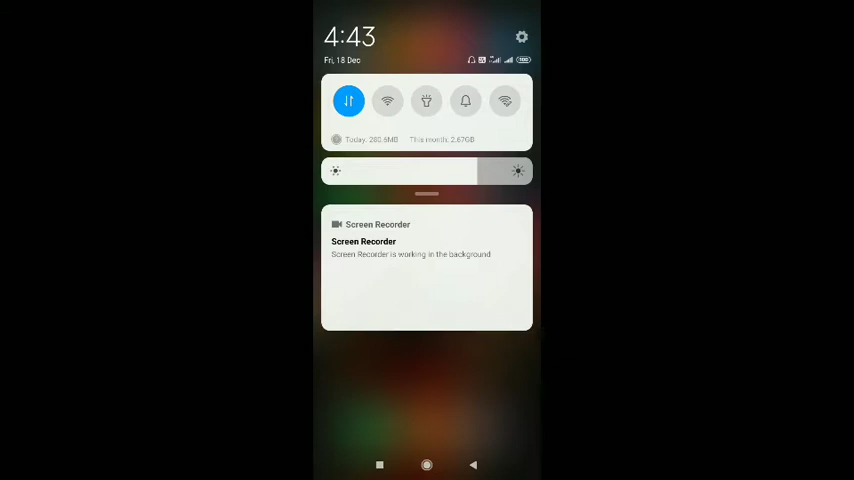 4:43
Fri, 18 Dec
Today: 280.6MB This month: 2.67GB
Screen Recorder
Screen Recorder
Screen Recorder is working in the background